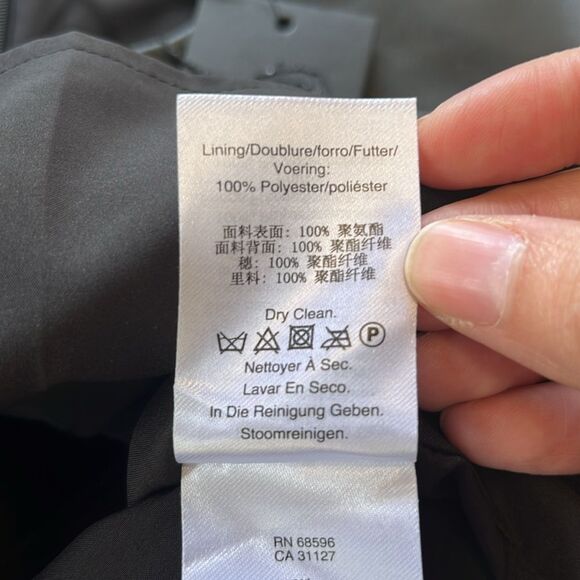 Lining/Doublure/forro/Futter/
Voering:
100% Polyester/poliéster
面料表面: 100% 聚氨酯
面料背面: 100% 聚酯纤维
穗: 100% 聚酯纤维
里料: 100% 聚酯纤维
Dry Clean.
P
Nettoyer À Sec.
Lavar En Seco.
In Die Reinigung Geben.
Stoomreinigen.
RN 68596
CA 31127